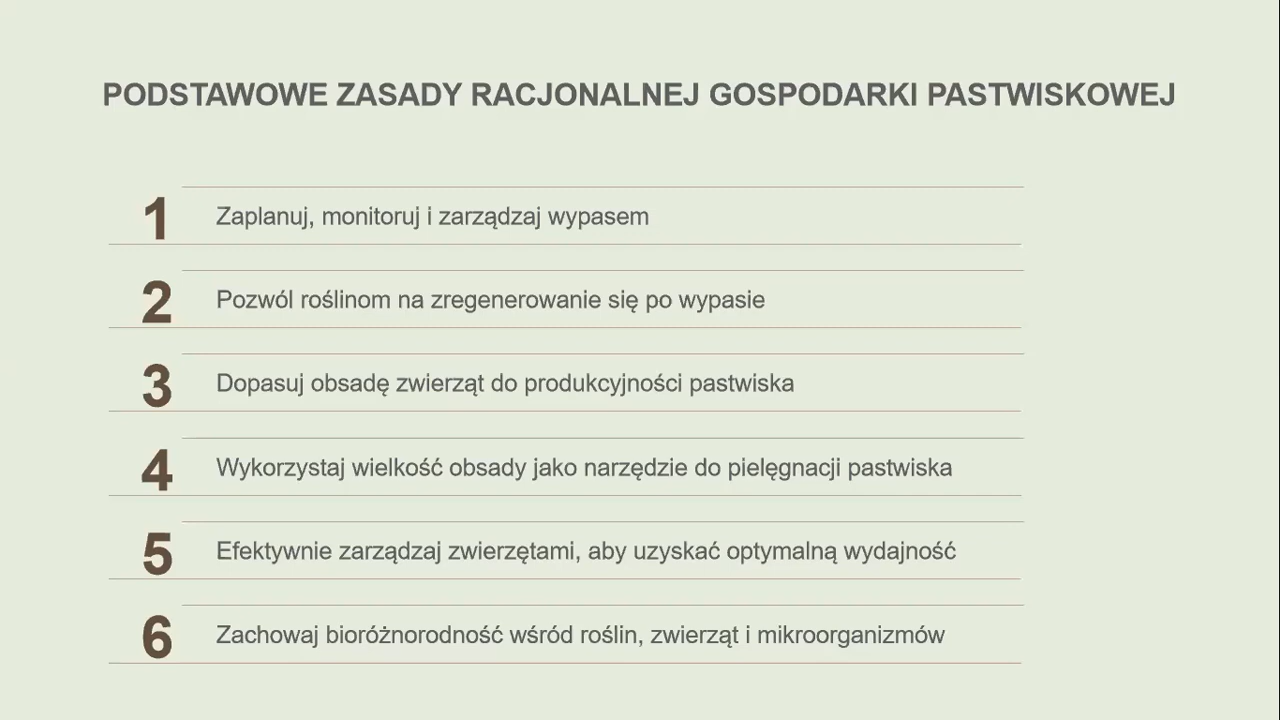 PODSTAWOWE ZASADY RACJONALNEJ GOSPODARKI PASTWISKOWEJ
1 Zaplanuj, monitoruj i zarządzaj wypasem
2 Pozwól roślinom na zregenerowanie się po wypasie
3 Dopasuj obsadę zwierząt do produkcyjności pastwiska
4 Wykorzystaj wielkość obsady jako narzędzie do pielęgnacji pastwiska
5 Efektywnie zarządzaj zwierzętami, aby uzyskać optymalną wydajność
6 Zachowaj bioróżnorodność wśród roślin, zwierząt i mikroorganizmów